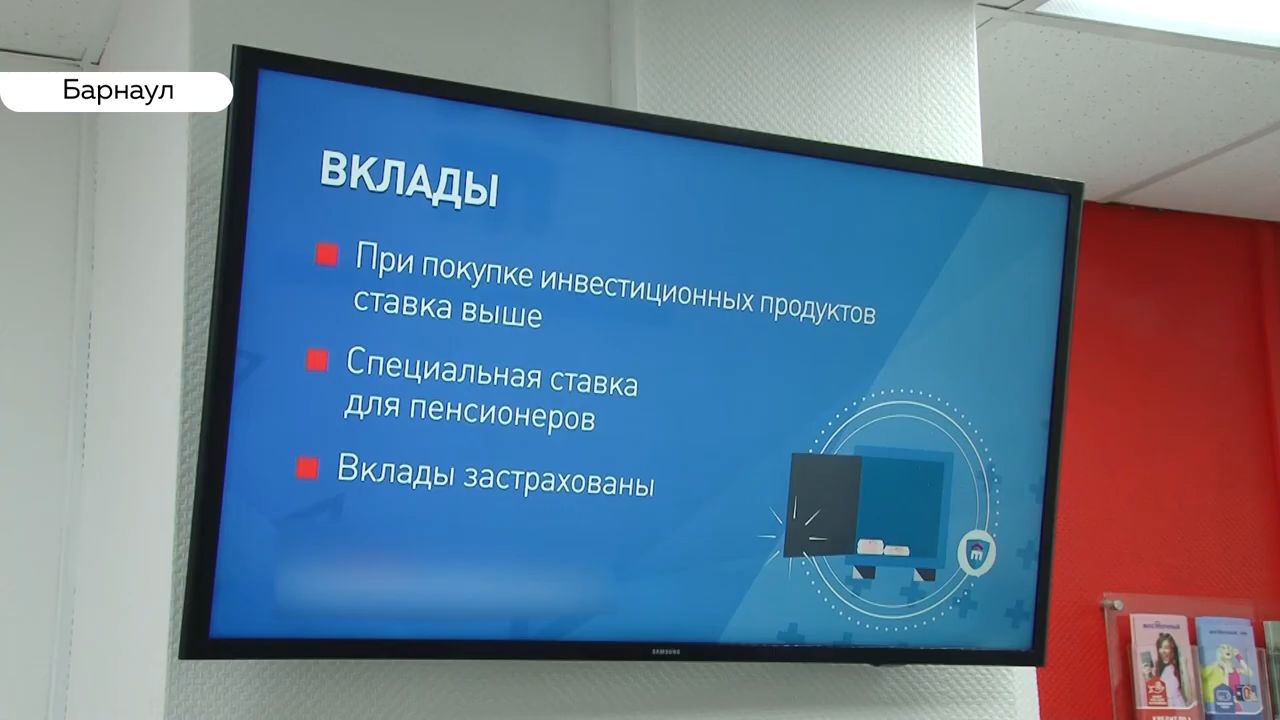 Барнаул
ВКЛАДЫ
При покупке инвестиционных продуктов
ставка выше
Специальная ставка
для пенсионеров
Вклады застрахованы
SAMSUNG